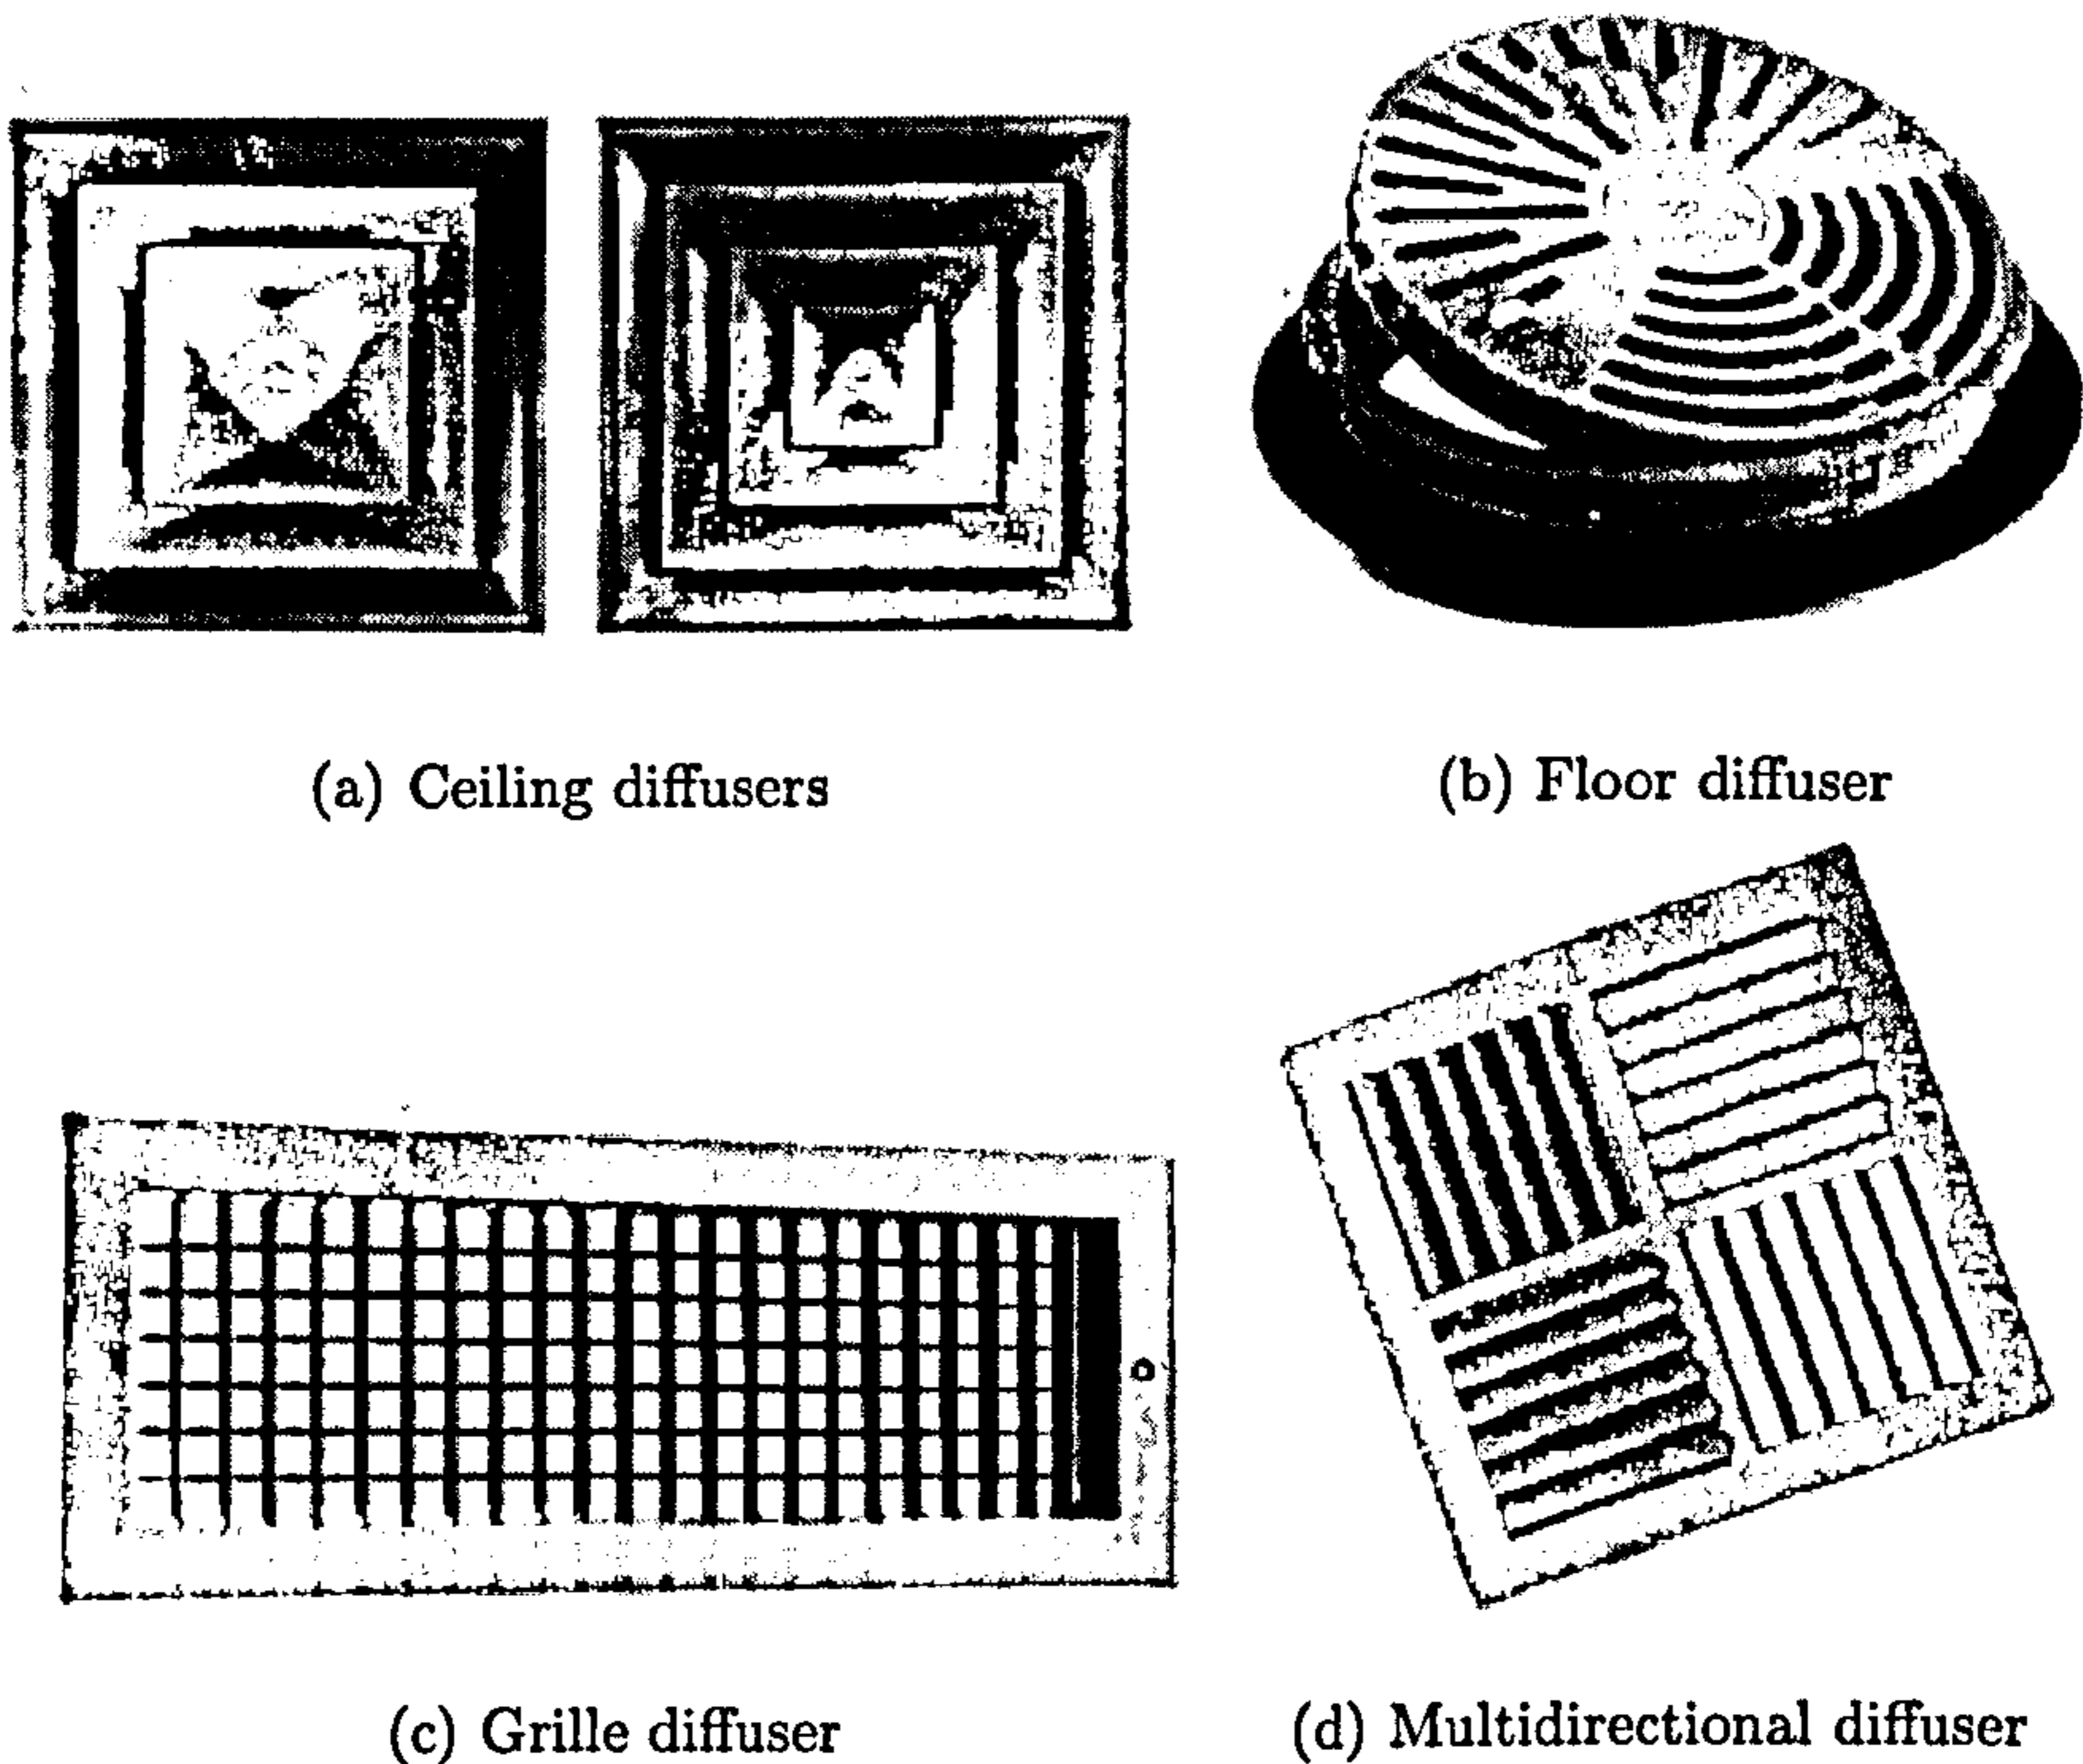 (a) Ceiling diffusers
(b) Floor diffuser
(c) Grille diffuser
(d) Multidirectional diffuser